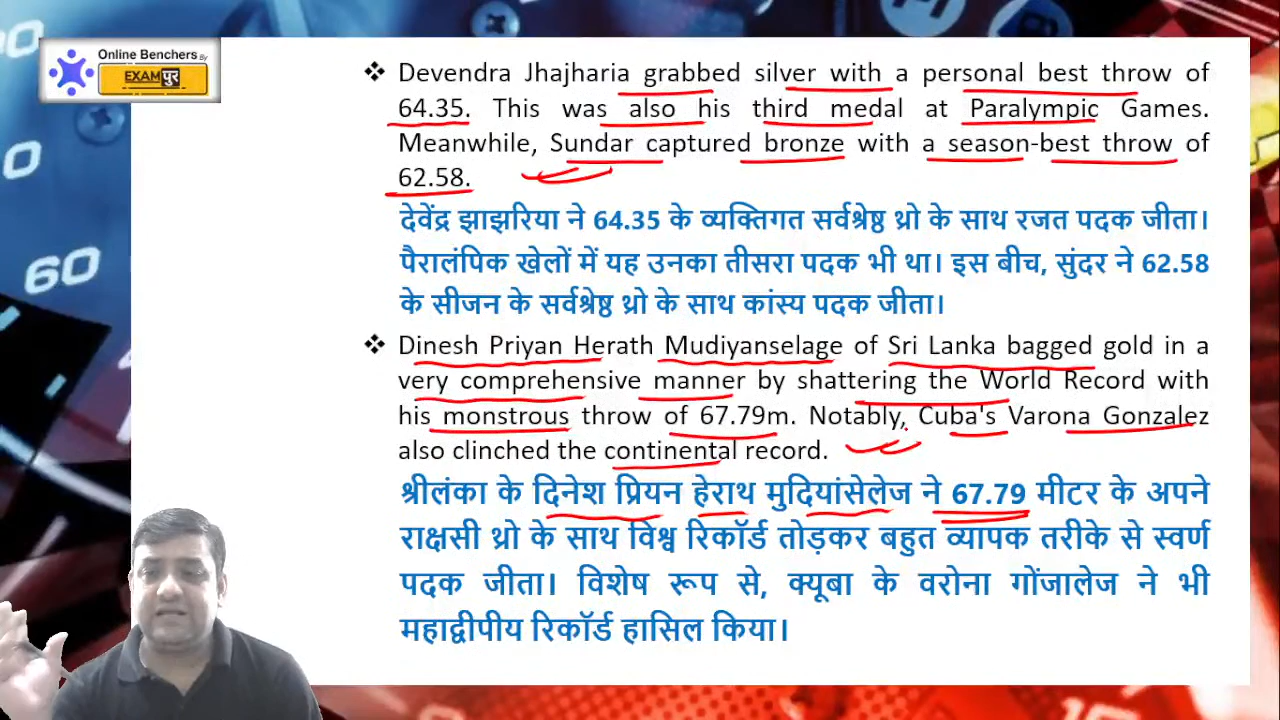 Online Benchers By
EXAMपुर
❖ Devendra Jhajharia grabbed silver with a personal best throw of
64.35. This was also his third medal at Paralympic Games.
Meanwhile, Sundar captured bronze with a season-best throw of
62.58.
देवेंद्र झाझरिया ने 64.35 के व्यक्तिगत सर्वश्रेष्ठ थ्रो के साथ रजत पदक जीता।
पैरालंपिक खेलों में यह उनका तीसरा पदक भी था। इस बीच, सुंदर ने 62.58
के सीजन के सर्वश्रेष्ठ थ्रो के साथ कांस्य पदक जीता।
❖ Dinesh Priyan Herath Mudiyanselage of Sri Lanka bagged gold in a
very comprehensive manner by shattering the World Record with
his monstrous throw of 67.79m. Notably, Cuba's Varona Gonzalez
also clinched the continental record.
श्रीलंका के दिनेश प्रियन हेराथ मुदियांसेलेज ने 67.79 मीटर के अपने
राक्षसी थ्रो के साथ विश्व रिकॉर्ड तोड़कर बहुत व्यापक तरीके से स्वर्ण
पदक जीता। विशेष रूप से, क्यूबा के वरोना गोंजालेज ने भी
महाद्वीपीय रिकॉर्ड हासिल किया।
60